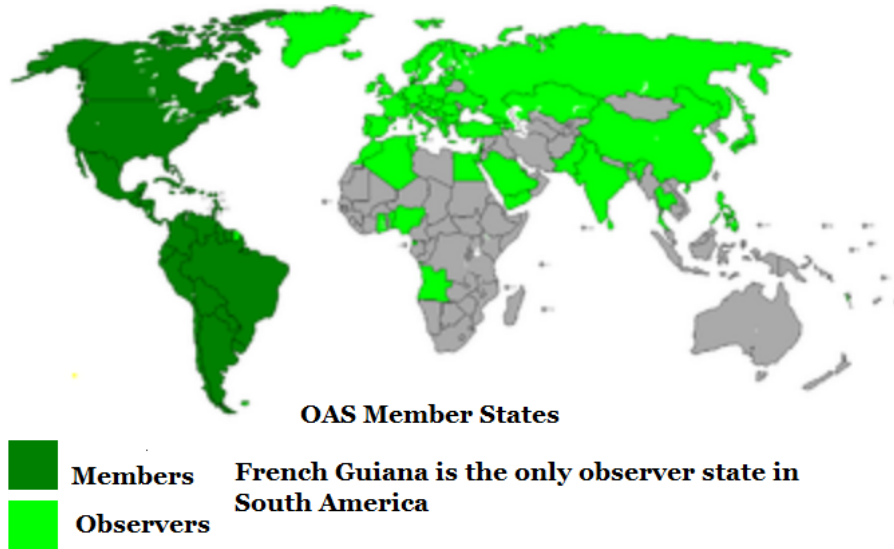 OAS Member States
Members
French Guiana is the only observer state in
South America
Observers